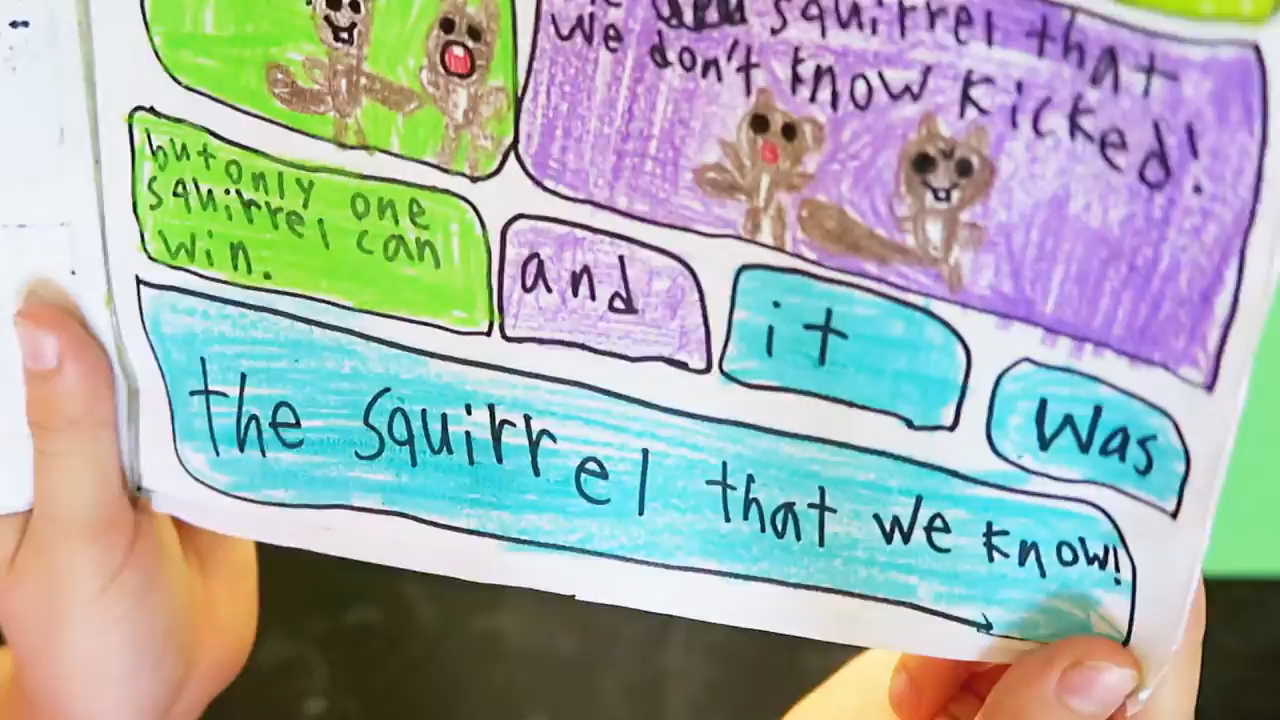 squirrel that
we don't know kicked!
but only one
squirrel can
win.
and
it
was
the squirrel that we know!